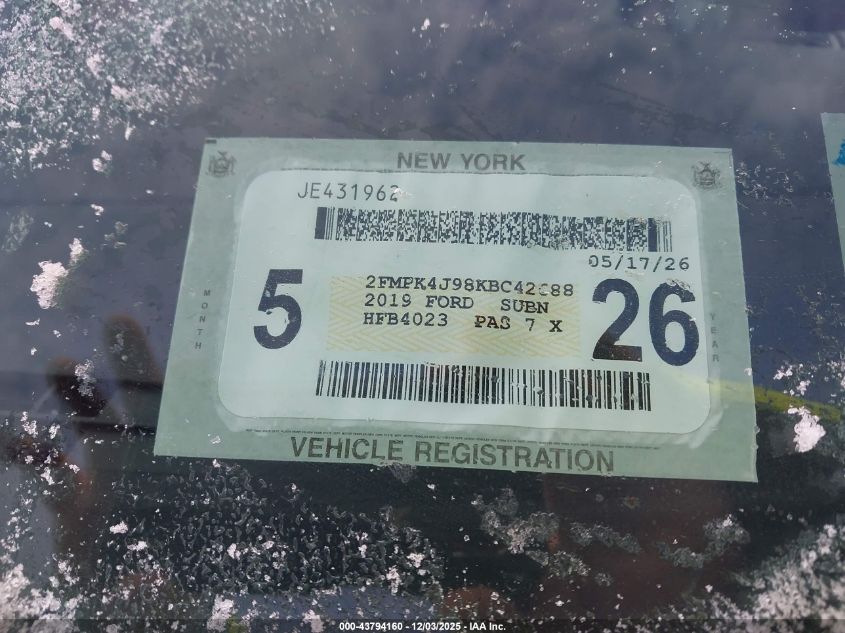 NEW YORK
JE431962
05/17/26
MONTH
5
2FMPK4J98KBC42688
2019 FORD SUBN
HFB4023 PAS 7 X
26
YEAR
VEHICLE REGISTRATION
000-43794160 - 12/03/2025 - IAA Inc.